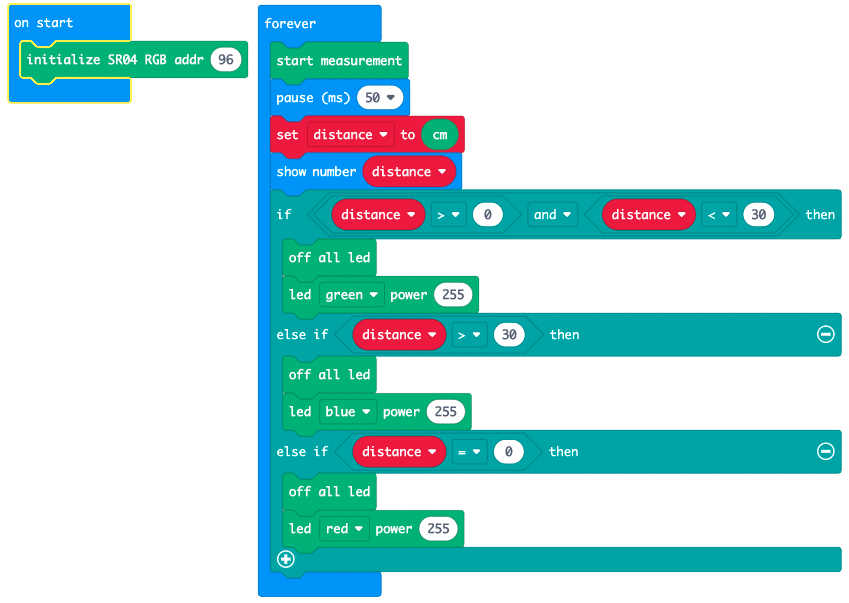 on start
initialize SR04 RGB addr 96
forever
start measurement
pause (ms) 50
set distance to cm
show number distance
if distance > 0 and distance < 30 then
off all led
led green power 255
else if distance > 30 then
off all led
led blue power 255
else if distance = 0 then
off all led
led red power 255